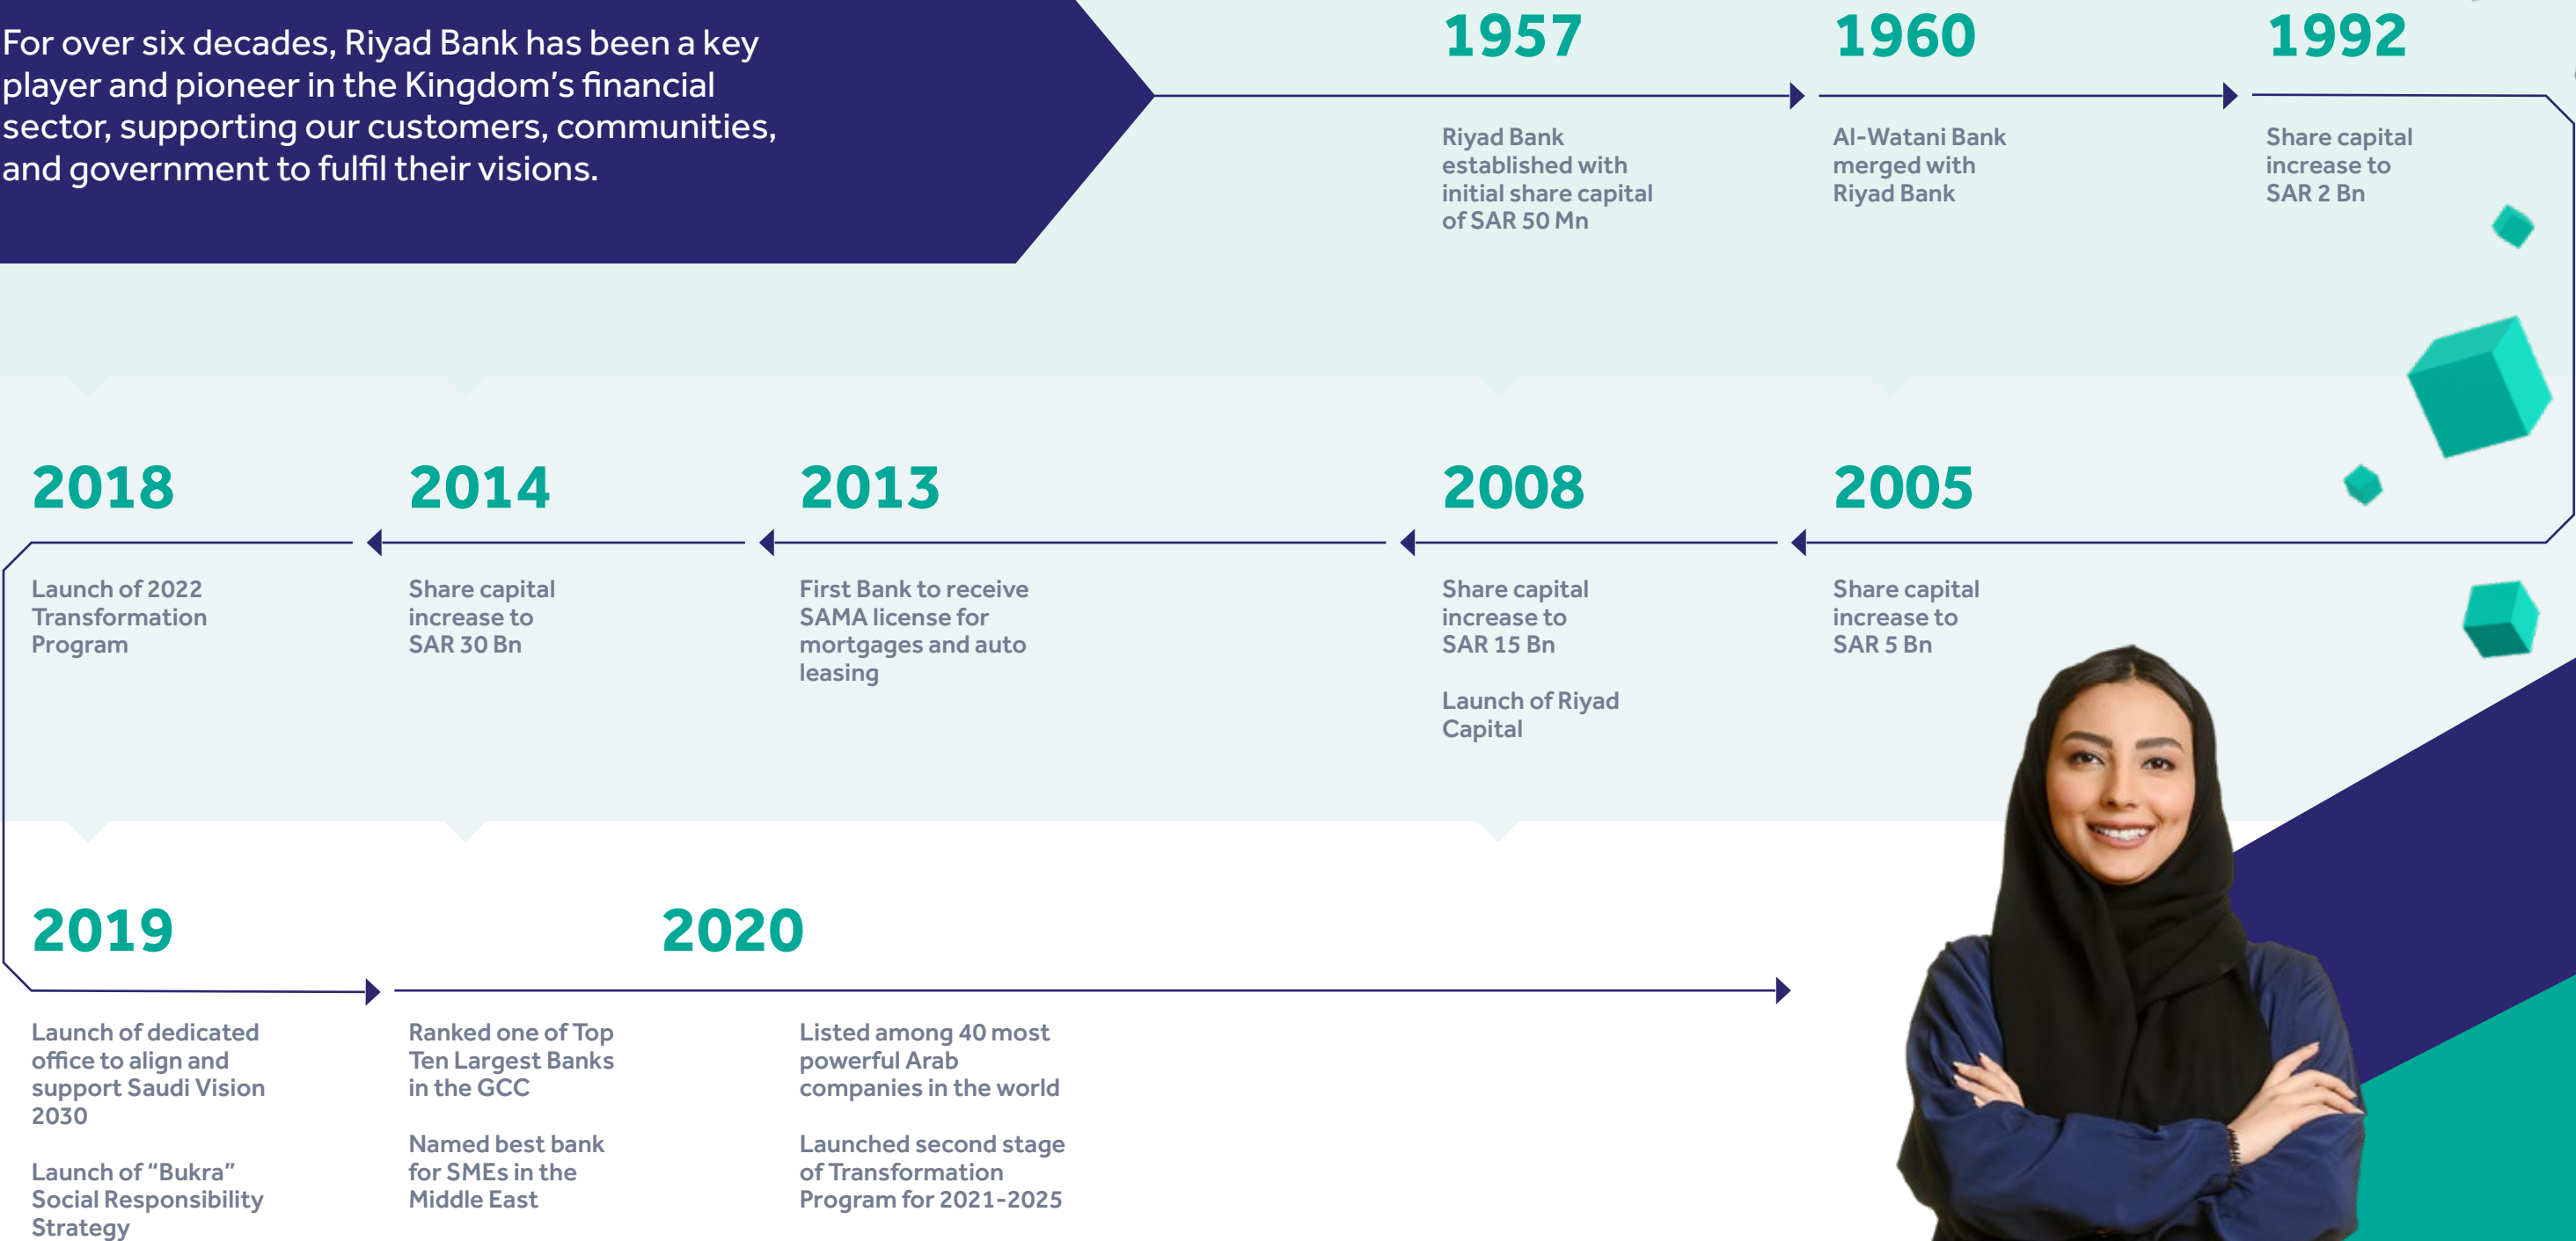 For over six decades, Riyad Bank has been a key
player and pioneer in the Kingdom's financial
sector, supporting our customers, communities,
and government to fulfil their visions.
1957
Riyad Bank
established with
initial share capital
of SAR 50 Mn
1960
Al-Watani Bank
merged with
Riyad Bank
1992
Share capital
increase to
SAR 2 Bn
2005
Share capital
increase to
SAR 5 Bn
2008
Share capital
increase to
SAR 15 Bn
Launch of Riyad
Capital
2013
First Bank to receive
SAMA license for
mortgages and auto
leasing
2014
Share capital
increase to
SAR 30 Bn
2018
Launch of 2022
Transformation
Program
2019
Launch of dedicated
office to align and
support Saudi Vision
2030
Launch of “Bukra”
Social Responsibility
Strategy
2020
Ranked one of Top
Ten Largest Banks
in the GCC
Named best bank
for SMEs in the
Middle East
Listed among 40 most
powerful Arab
companies in the world
Launched second stage
of Transformation
Program for 2021-2025